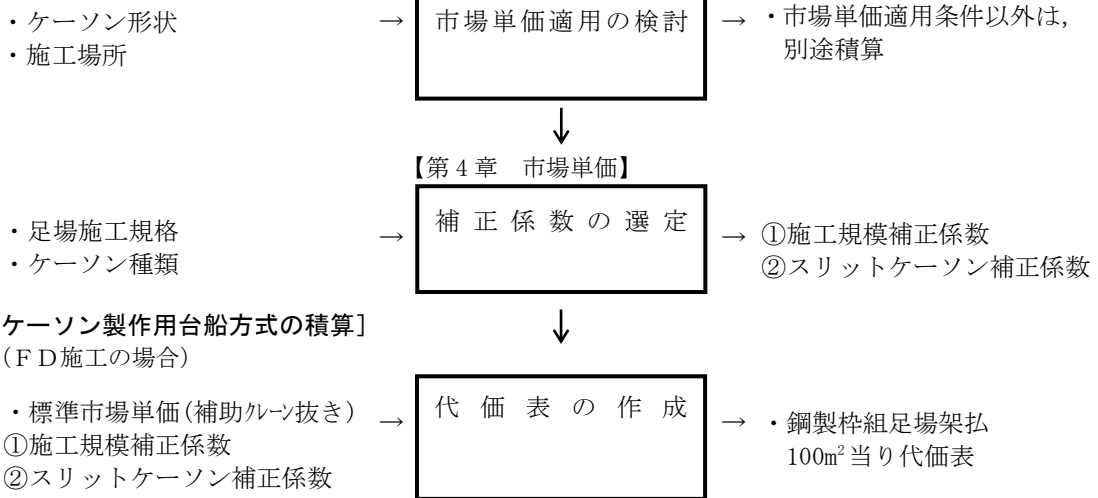 ・ケーソン形状 → 市場単価適用の検討 → ・市場単価適用条件以外は,
・施工場所 別途積算
↓
【第4章 市場単価】
・足場施工規格 → 補正係数の選定 → ①施工規模補正係数
・ケーソン種類 ②スリットケーソン補正係数
ケーソン製作用台船方式の積算] ↓
(FD施工の場合)
・標準市場単価(補助クレーン抜き) → 代価表の作成 → ・鋼製枠組足場架払
①施工規模補正係数 100m²当り代価表
②スリットケーソン補正係数